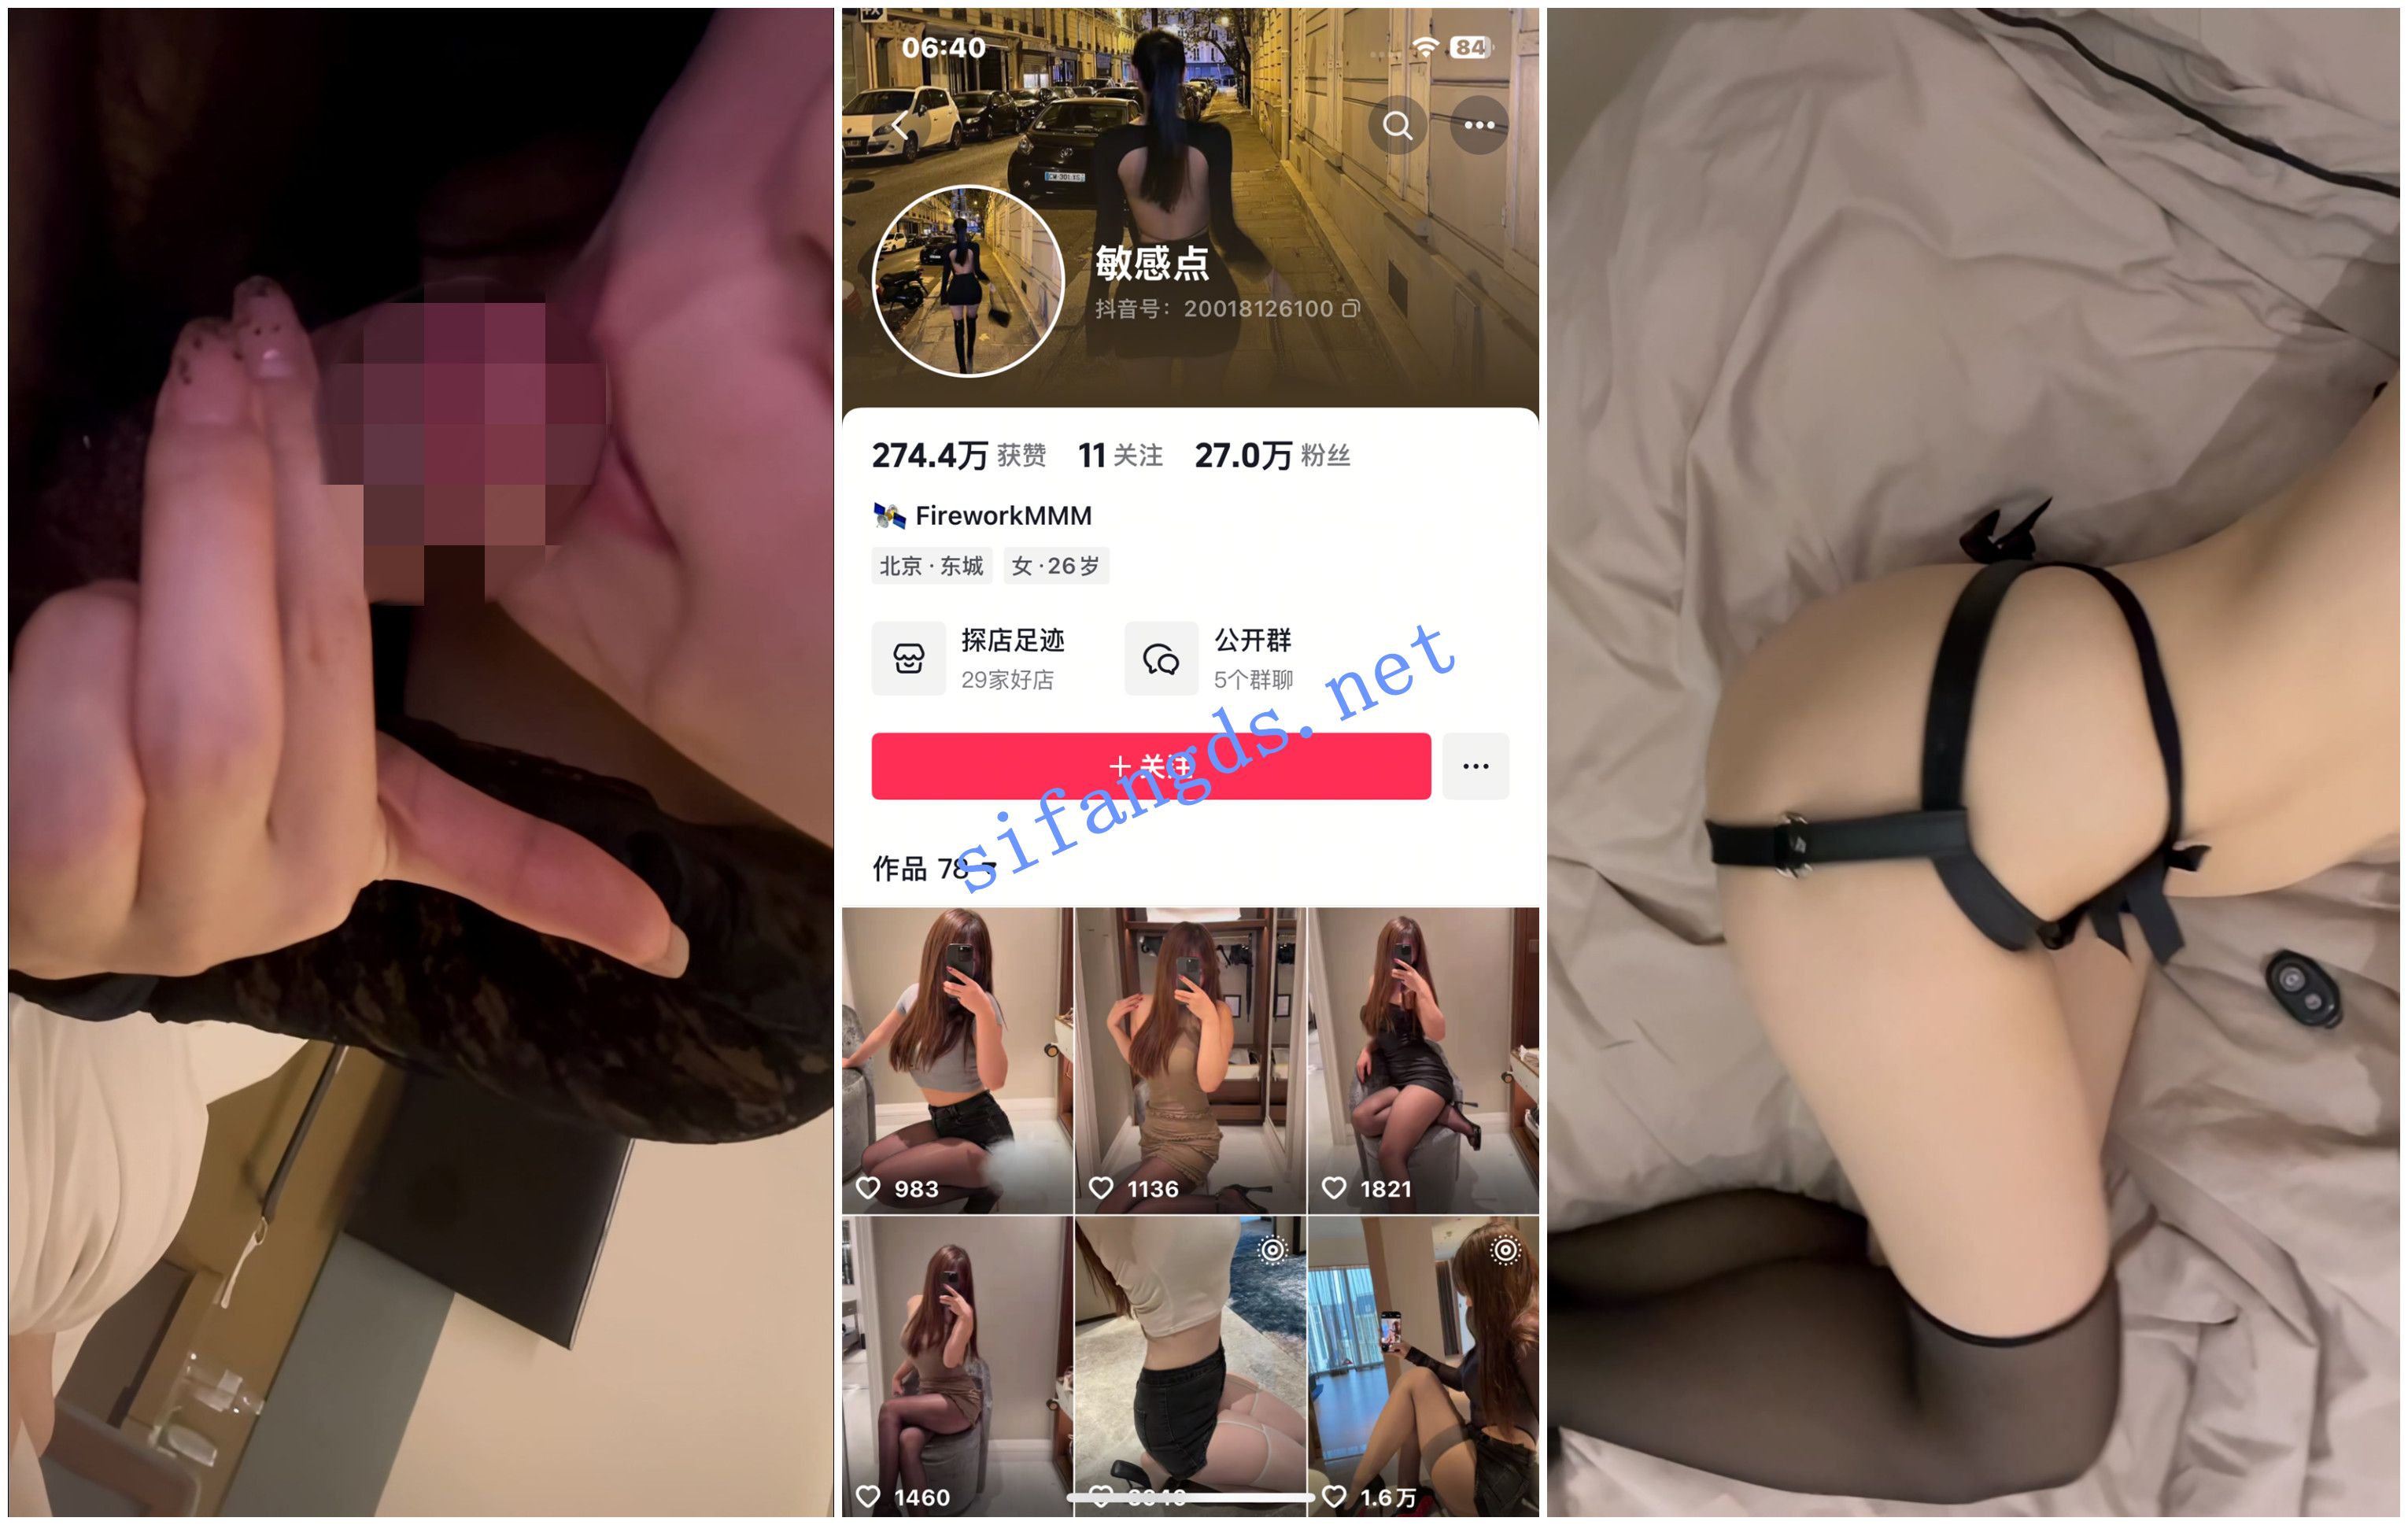 06:40
84
敏感点
抖音号：20018126100
274.4万 获赞 11 关注 27.0万 粉丝
FireworkMMM
北京·东城 女·26岁
探店足迹
29家好店
公开群
5个群聊
+ 关注
sifangds.net
作品 78
983
1136
1821
1460
1.6万